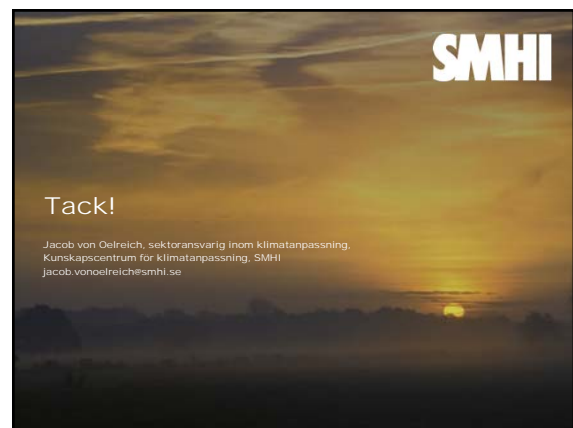 SMHI
Tack!
Jacob von Oelreich, sektoransvarig inom klimatanpassning,
Kunskapscentrum för klimatanpassning, SMHI
jacob.vonoelreich@smhi.se